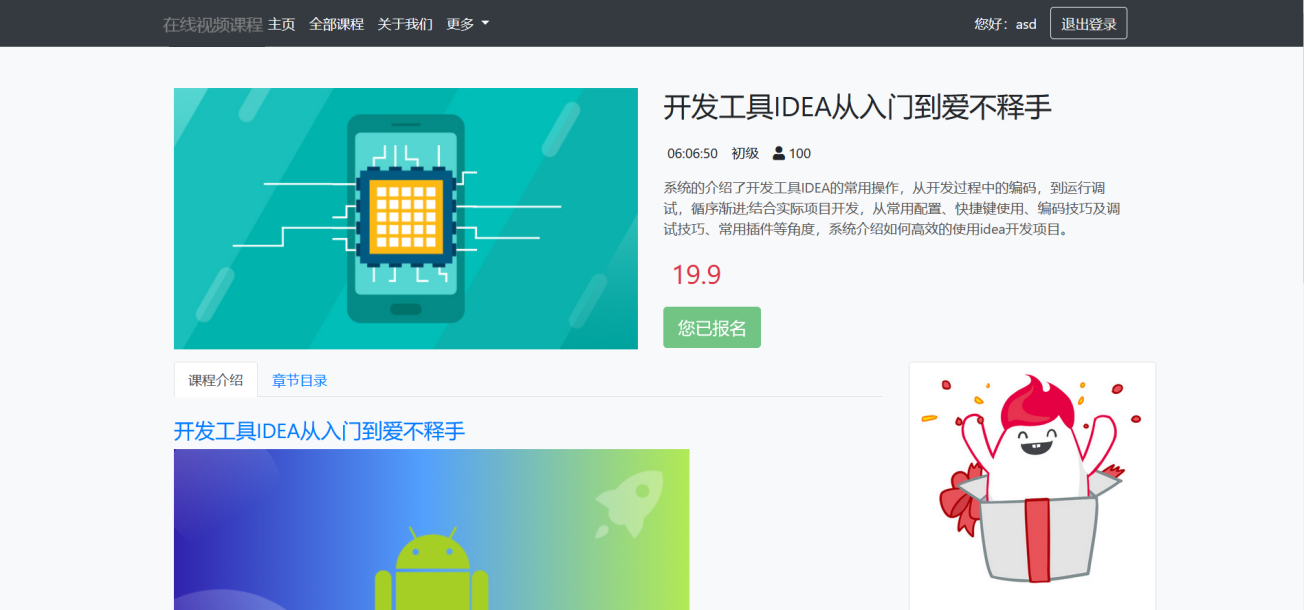 在线视频课程 主页 全部课程 关于我们 更多 您好：asd 退出登录
开发工具IDEA从入门到爱不释手
06:06:50 初级 100
系统的介绍了开发工具IDEA的常用操作，从开发过程中的编码，到运行调
试，循序渐进;结合实际项目开发，从常用配置、快捷键使用、编码技巧及调
试技巧、常用插件等角度，系统介绍如何高效的使用idea开发项目。
19.9
您已报名
课程介绍 章节目录
开发工具IDEA从入门到爱不释手